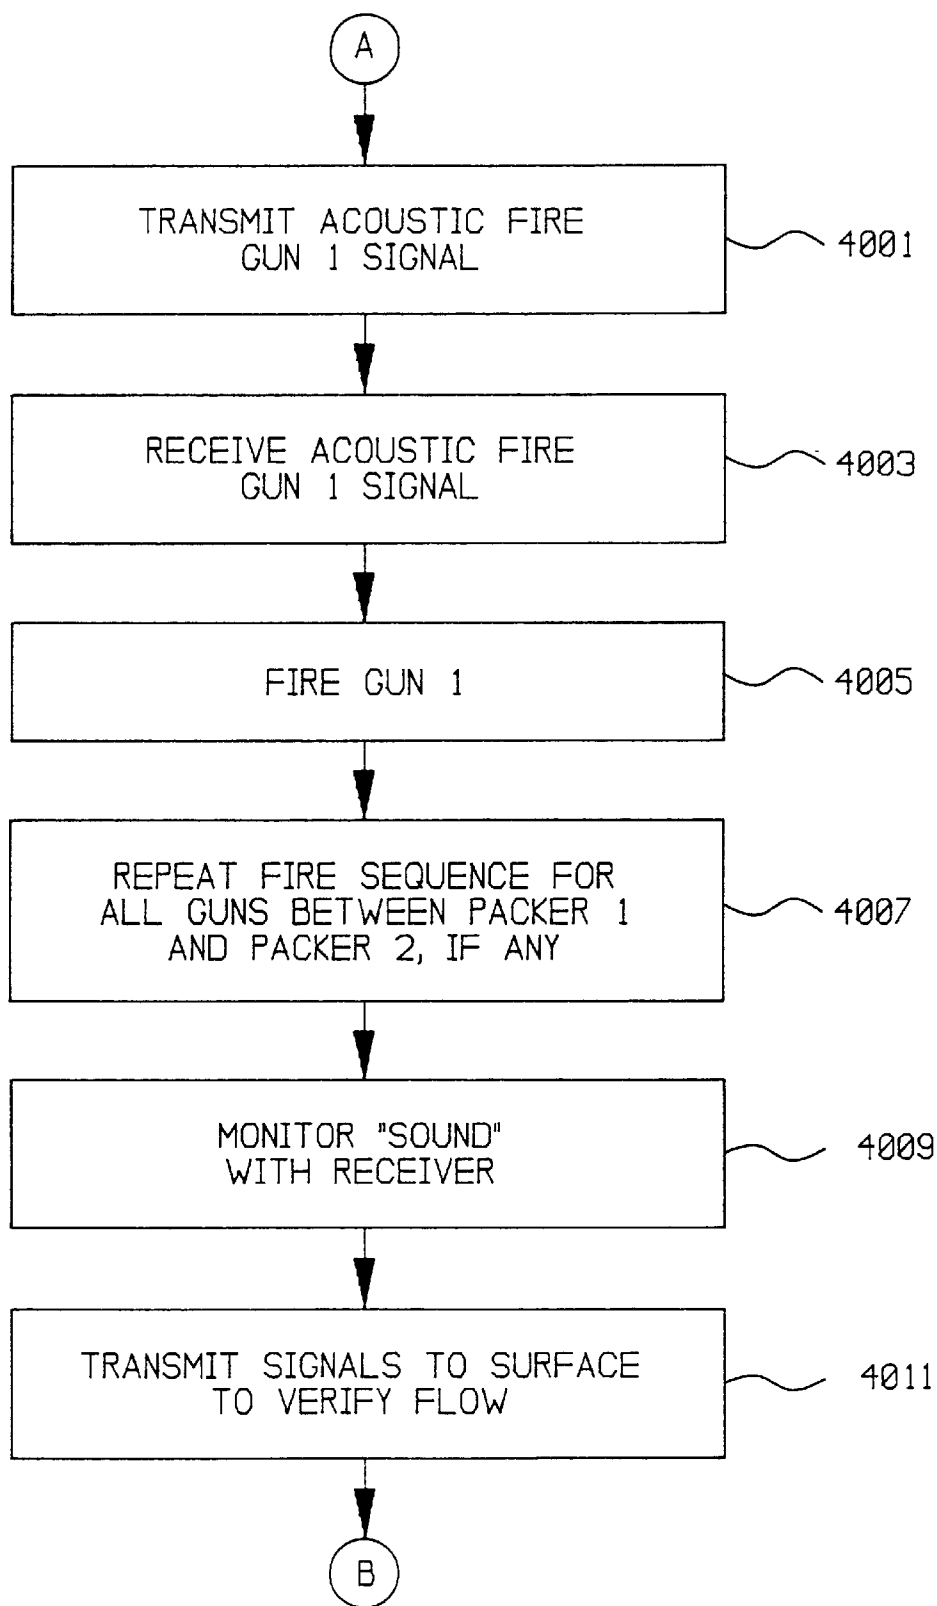 A
TRANSMIT ACOUSTIC FIRE
GUN 1 SIGNAL
4001
RECEIVE ACOUSTIC FIRE
GUN 1 SIGNAL
4003
FIRE GUN 1
4005
REPEAT FIRE SEQUENCE FOR
ALL GUNS BETWEEN PACKER 1
AND PACKER 2, IF ANY
4007
MONITOR "SOUND"
WITH RECEIVER
4009
TRANSMIT SIGNALS TO SURFACE
TO VERIFY FLOW
4011
B